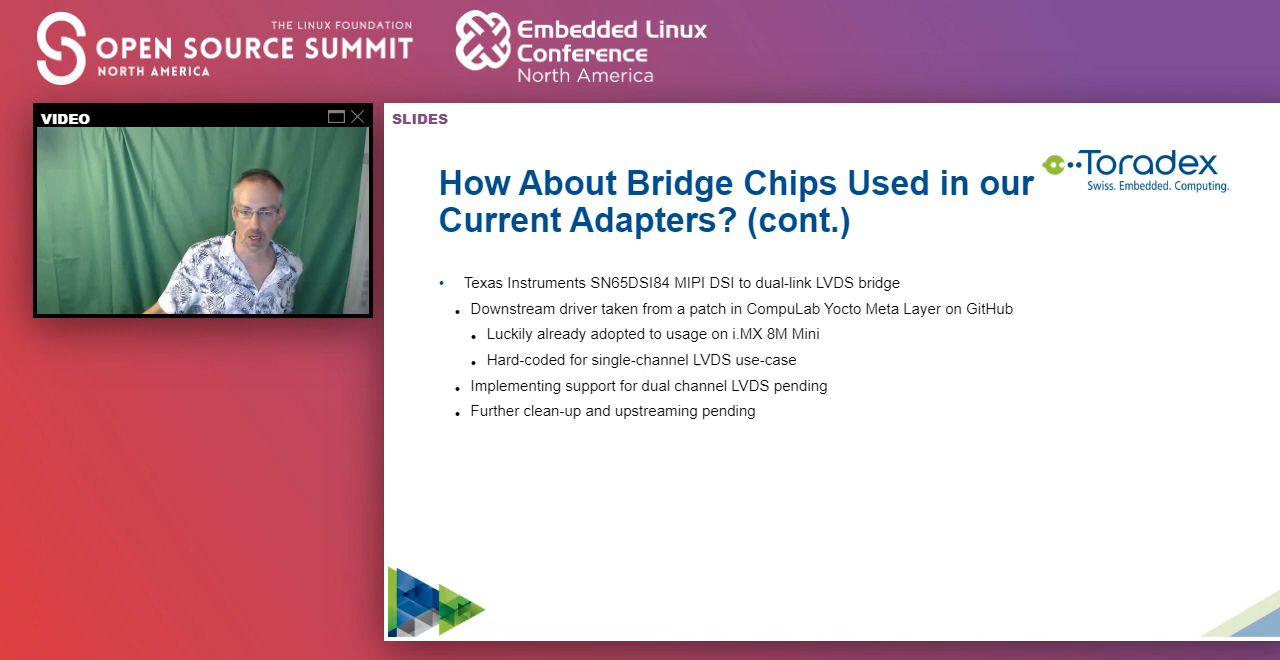 THE LINUX FOUNDATION
OPEN SOURCE SUMMIT
NORTH AMERICA
Embedded Linux
Conference
North America
VIDEO
SLIDES
Toradex
Swiss. Embedded. Computing.
How About Bridge Chips Used in our
Current Adapters? (cont.)
• Texas Instruments SN65DSI84 MIPI DSI to dual-link LVDS bridge
• Downstream driver taken from a patch in CompuLab Yocto Meta Layer on GitHub
• Luckily already adopted to usage on i.MX 8M Mini
• Hard-coded for single-channel LVDS use-case
• Implementing support for dual channel LVDS pending
• Further clean-up and upstreaming pending